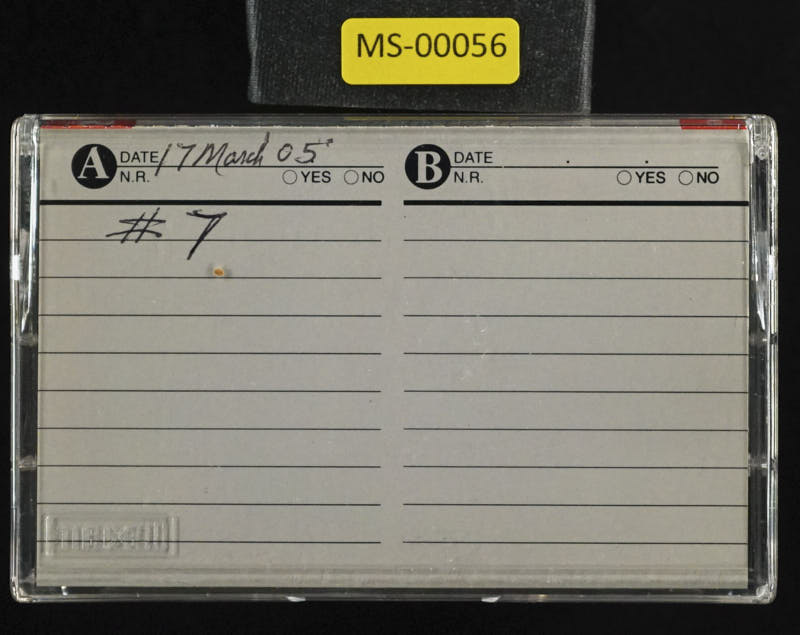 MS-00056
A DATE 17 March 05
N.R. YES NO
# 7
B DATE
N.R. YES NO
maxell